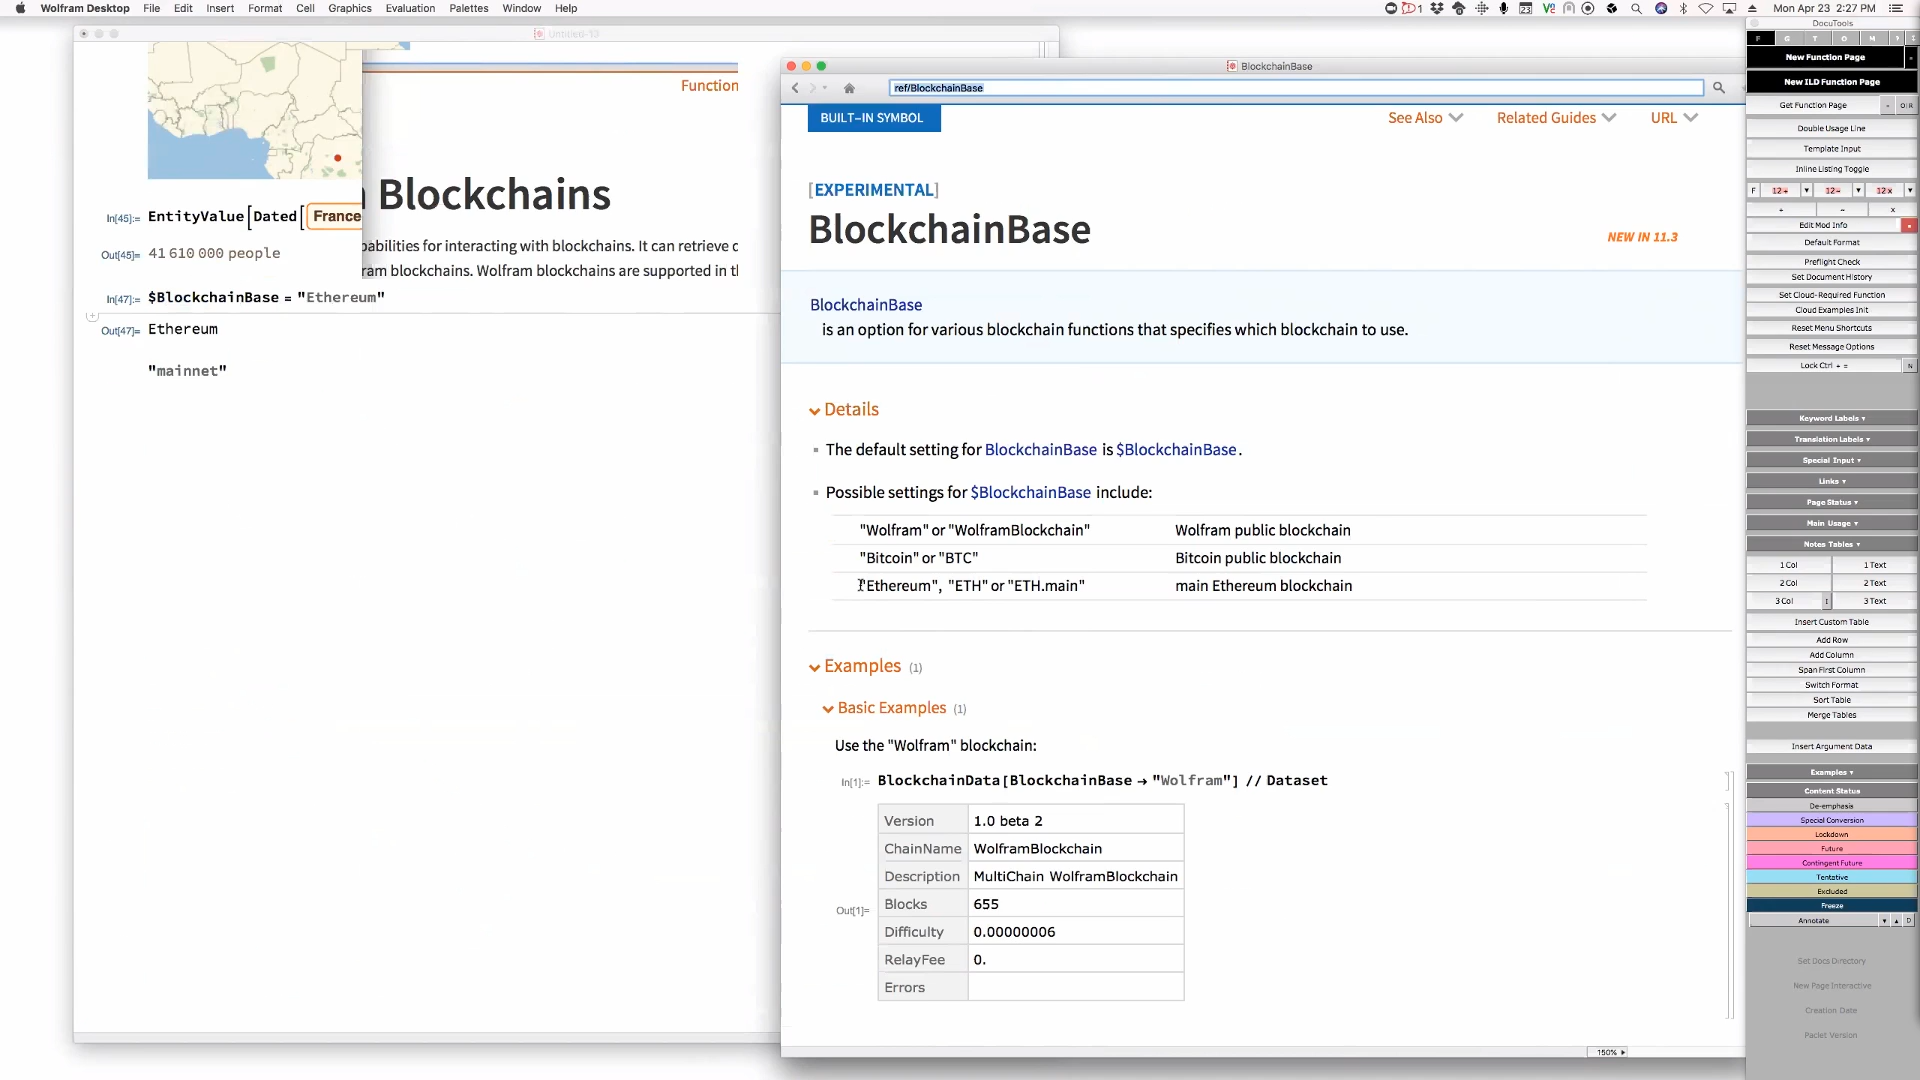 Wolfram Desktop File Edit Insert Format Cell Graphics Evaluation Palettes Window Help
1
23
Mon Apr 23 2:27 PM
Untitled-13
Function
Blockchains
In[45]:= EntityValue[Dated[France
pabilities for interacting with blockchains. It can retrieve c
Out[45]= 41 610 000 people
ram blockchains. Wolfram blockchains are supported in tl
In[47]:= $BlockchainBase = "Ethereum"
Out[47]= Ethereum
"mainnet"
BlockchainBase
ref/BlockchainBase
BUILT-IN SYMBOL
See Also
Related Guides
URL
[EXPERIMENTAL]
BlockchainBase
NEW IN 11.3
BlockchainBase
is an option for various blockchain functions that specifies which blockchain to use.
Details
The default setting for BlockchainBase is $BlockchainBase.
Possible settings for $BlockchainBase include:
"Wolfram" or "WolframBlockchain" Wolfram public blockchain
"Bitcoin" or "BTC" Bitcoin public blockchain
"Ethereum", "ETH" or "ETH.main" main Ethereum blockchain
Examples (1)
Basic Examples (1)
Use the "Wolfram" blockchain:
In[1]:= BlockchainData[BlockchainBase → "Wolfram"] // Dataset
Version 1.0 beta 2
ChainName WolframBlockchain
Description MultiChain WolframBlockchain
Out[1]=
Blocks 655
Difficulty 0.00000006
RelayFee 0.
Errors
150%
DocuTools
F G T O M ?
New Function Page
New ILD Function Page
Get Function Page - O|R
Double Usage Line
Template Input
Inline Listing Toggle
F 12+ 12− 12×
+ − x
Edit Mod Info
Default Format
Preflight Check
Set Document History
Set Cloud-Required Function
Cloud Examples Init
Reset Menu Shortcuts
Reset Message Options
Lock Ctrl + = N
Keyword Labels
Translation Labels
Special Input
Links
Page Status
Main Usage
Notes Tables
1 Col 1 Text
2 Col 2 Text
3 Col I 3 Text
Insert Custom Table
Add Row
Add Column
Span First Column
Switch Format
Sort Table
Merge Tables
Insert Argument Data
Examples
Content Status
De-emphasis
Special Conversion
Lockdown
Future
Contingent Future
Tentative
Excluded
Freeze
Annotate D
Set Docs Directory
New Page Interactive
Creation Date
Paclet Version